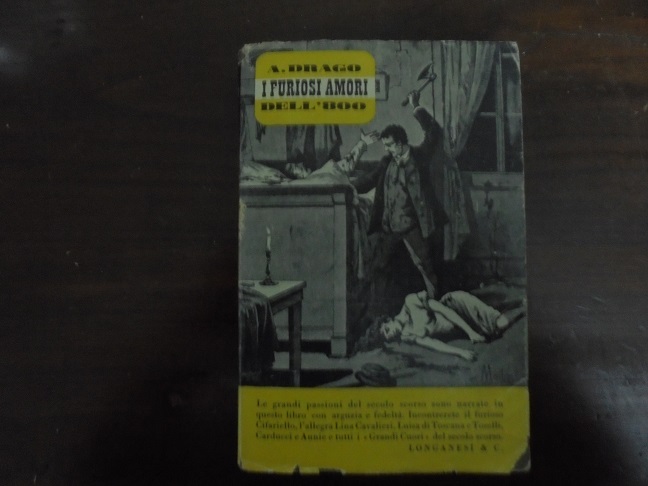 A. DRAGO
I FURIOSI AMORI
DELL'800
Le grandi passioni del secolo scorso sono narrate in
questo libro con arguzia e fedeltà. Incontrerete il furioso
Cifariello, l'allegra Lina Cavalieri, Luisa di Toscana e Toselli,
Carducci e Annie e tutti i «Grandi Cuori» del secolo scorso.
LONGANESI & C.